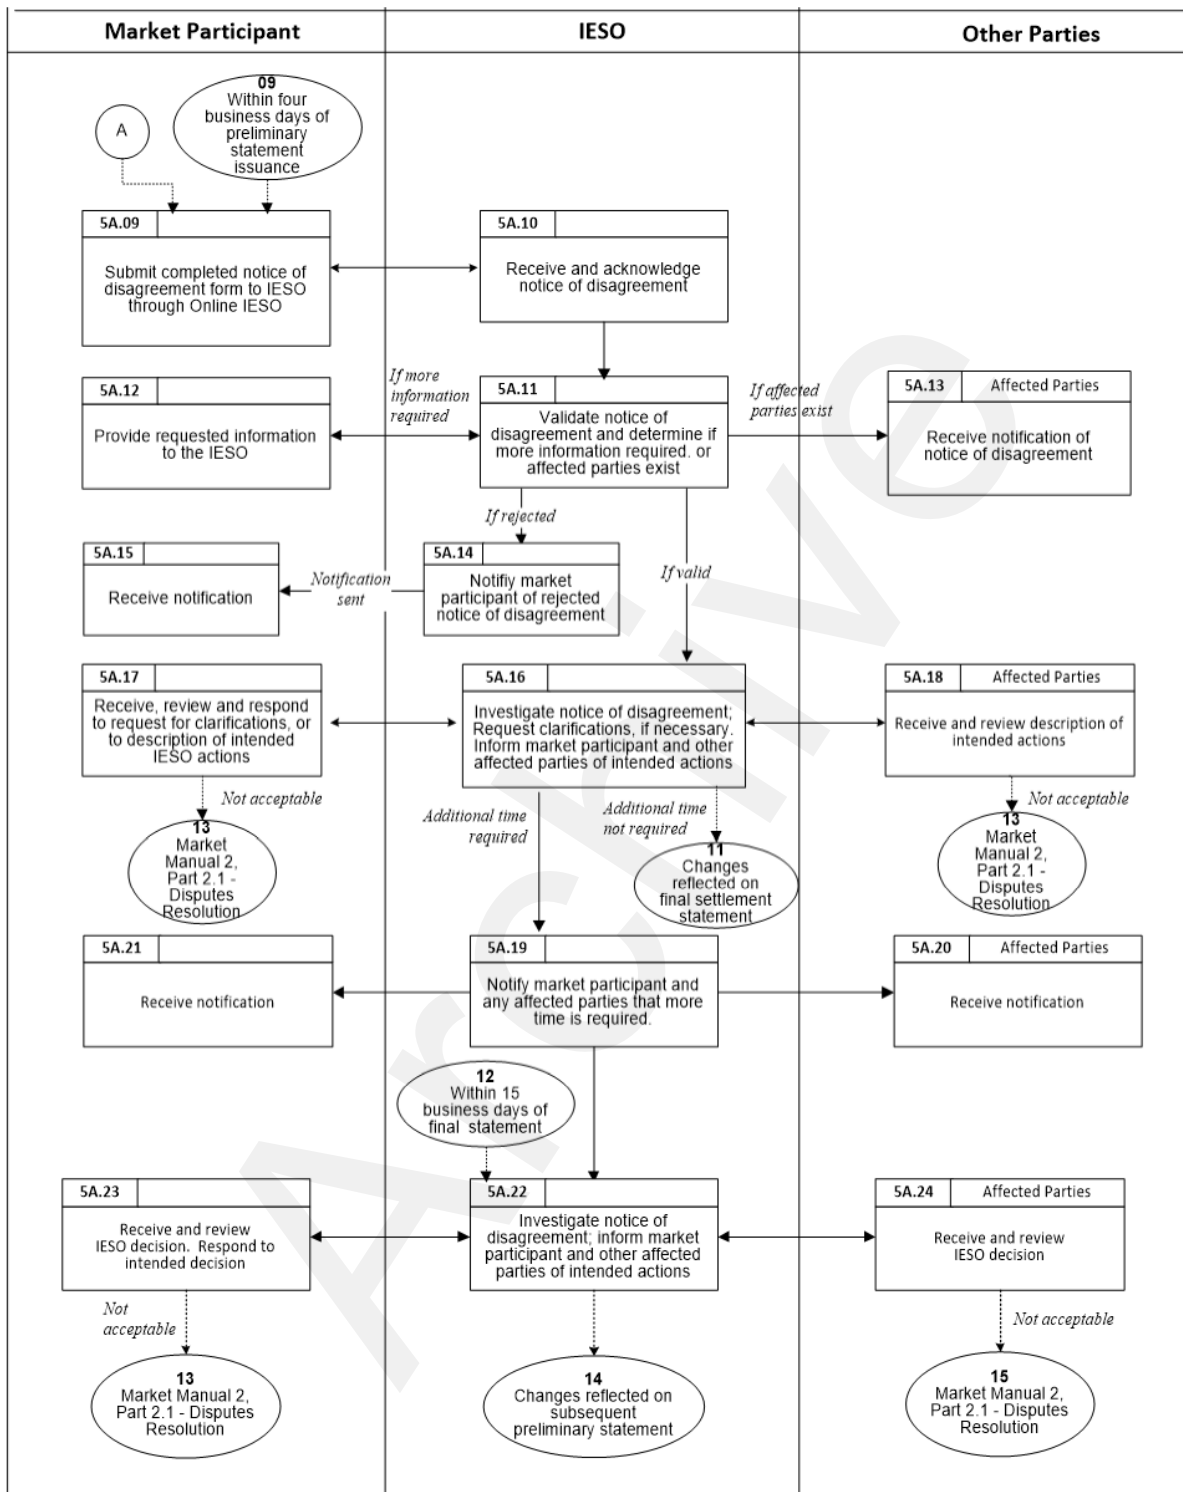 Market Participant
IESO
Other Parties
A
09
Within four
business days of
preliminary
statement
issuance
5A.09
Submit completed notice of
disagreement form to IESO
through Online IESO
5A.10
Receive and acknowledge
notice of disagreement
5A.12
Provide requested information
to the IESO
If more
information
required
5A.11
Validate notice of
disagreement and determine if
more information required. or
affected parties exist
If affected
parties exist
5A.13
Affected Parties
Receive notification of
notice of disagreement
If rejected
If valid
5A.15
Receive notification
Notification
sent
5A.14
Notifiy market
participant of rejected
notice of disagreement
5A.17
Receive, review and respond
to request for clarifications, or
to description of intended
IESO actions
5A.16
Investigate notice of disagreement;
Request clarifications, if necessary.
Inform market participant and other
affected parties of intended actions
5A.18
Affected Parties
Receive and review description of
intended actions
Not acceptable
Additional time
required
Additional time
not required
Not acceptable
13
Market
Manual 2,
Part 2.1 -
Disputes
Resolution
11
Changes
reflected on
final settlement
statement
13
Market
Manual 2,
Part 2.1 -
Disputes
Resolution
5A.21
Receive notification
5A.19
Notify market participant and
any affected parties that more
time is required.
5A.20
Affected Parties
Receive notification
12
Within 15
business days of
final statement
5A.23
Receive and review
IESO decision. Respond to
intended decision
5A.22
Investigate notice of
disagreement; inform market
participant and other affected
parties of intended actions
5A.24
Affected Parties
Receive and review
IESO decision
Not
acceptable
Not acceptable
13
Market Manual 2,
Part 2.1 - Disputes
Resolution
14
Changes reflected on
subsequent
preliminary statement
15
Market Manual 2,
Part 2.1 - Disputes
Resolution
Archive